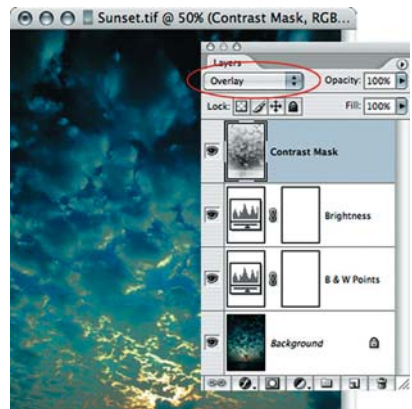 Sunset.tif @ 50% (Contrast Mask, RGB...
Layers
Overlay Opacity: 100%
Lock: Fill: 100%
Contrast Mask
Brightness
B & W Points
Background